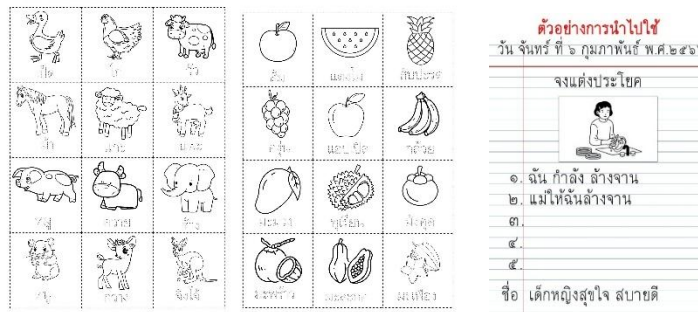 เป็ด
ไก่
วัว
ม้า
แกะ
แพะ
หมู
ควาย
ช้าง
หนู
กวาง
จิงโจ้
ส้ม
แตงโม
สับปะรด
องุ่น
แอปเปิล
กล้วย
มะม่วง
ทุเรียน
มังคุด
มะพร้าว
มะละกอ
มะเฟือง
ตัวอย่างการนำไปใช้
วัน จันทร์ ที่ ๖ กุมภาพันธ์ พ.ศ.๒๕๖
จงแต่งประโยค
๑. ฉัน กำลัง ล้างจาน
๒. แม่ให้ฉันล้างจาน
๓.
๔.
๕.
ชื่อ เด็กหญิงสุขใจ สบายดี